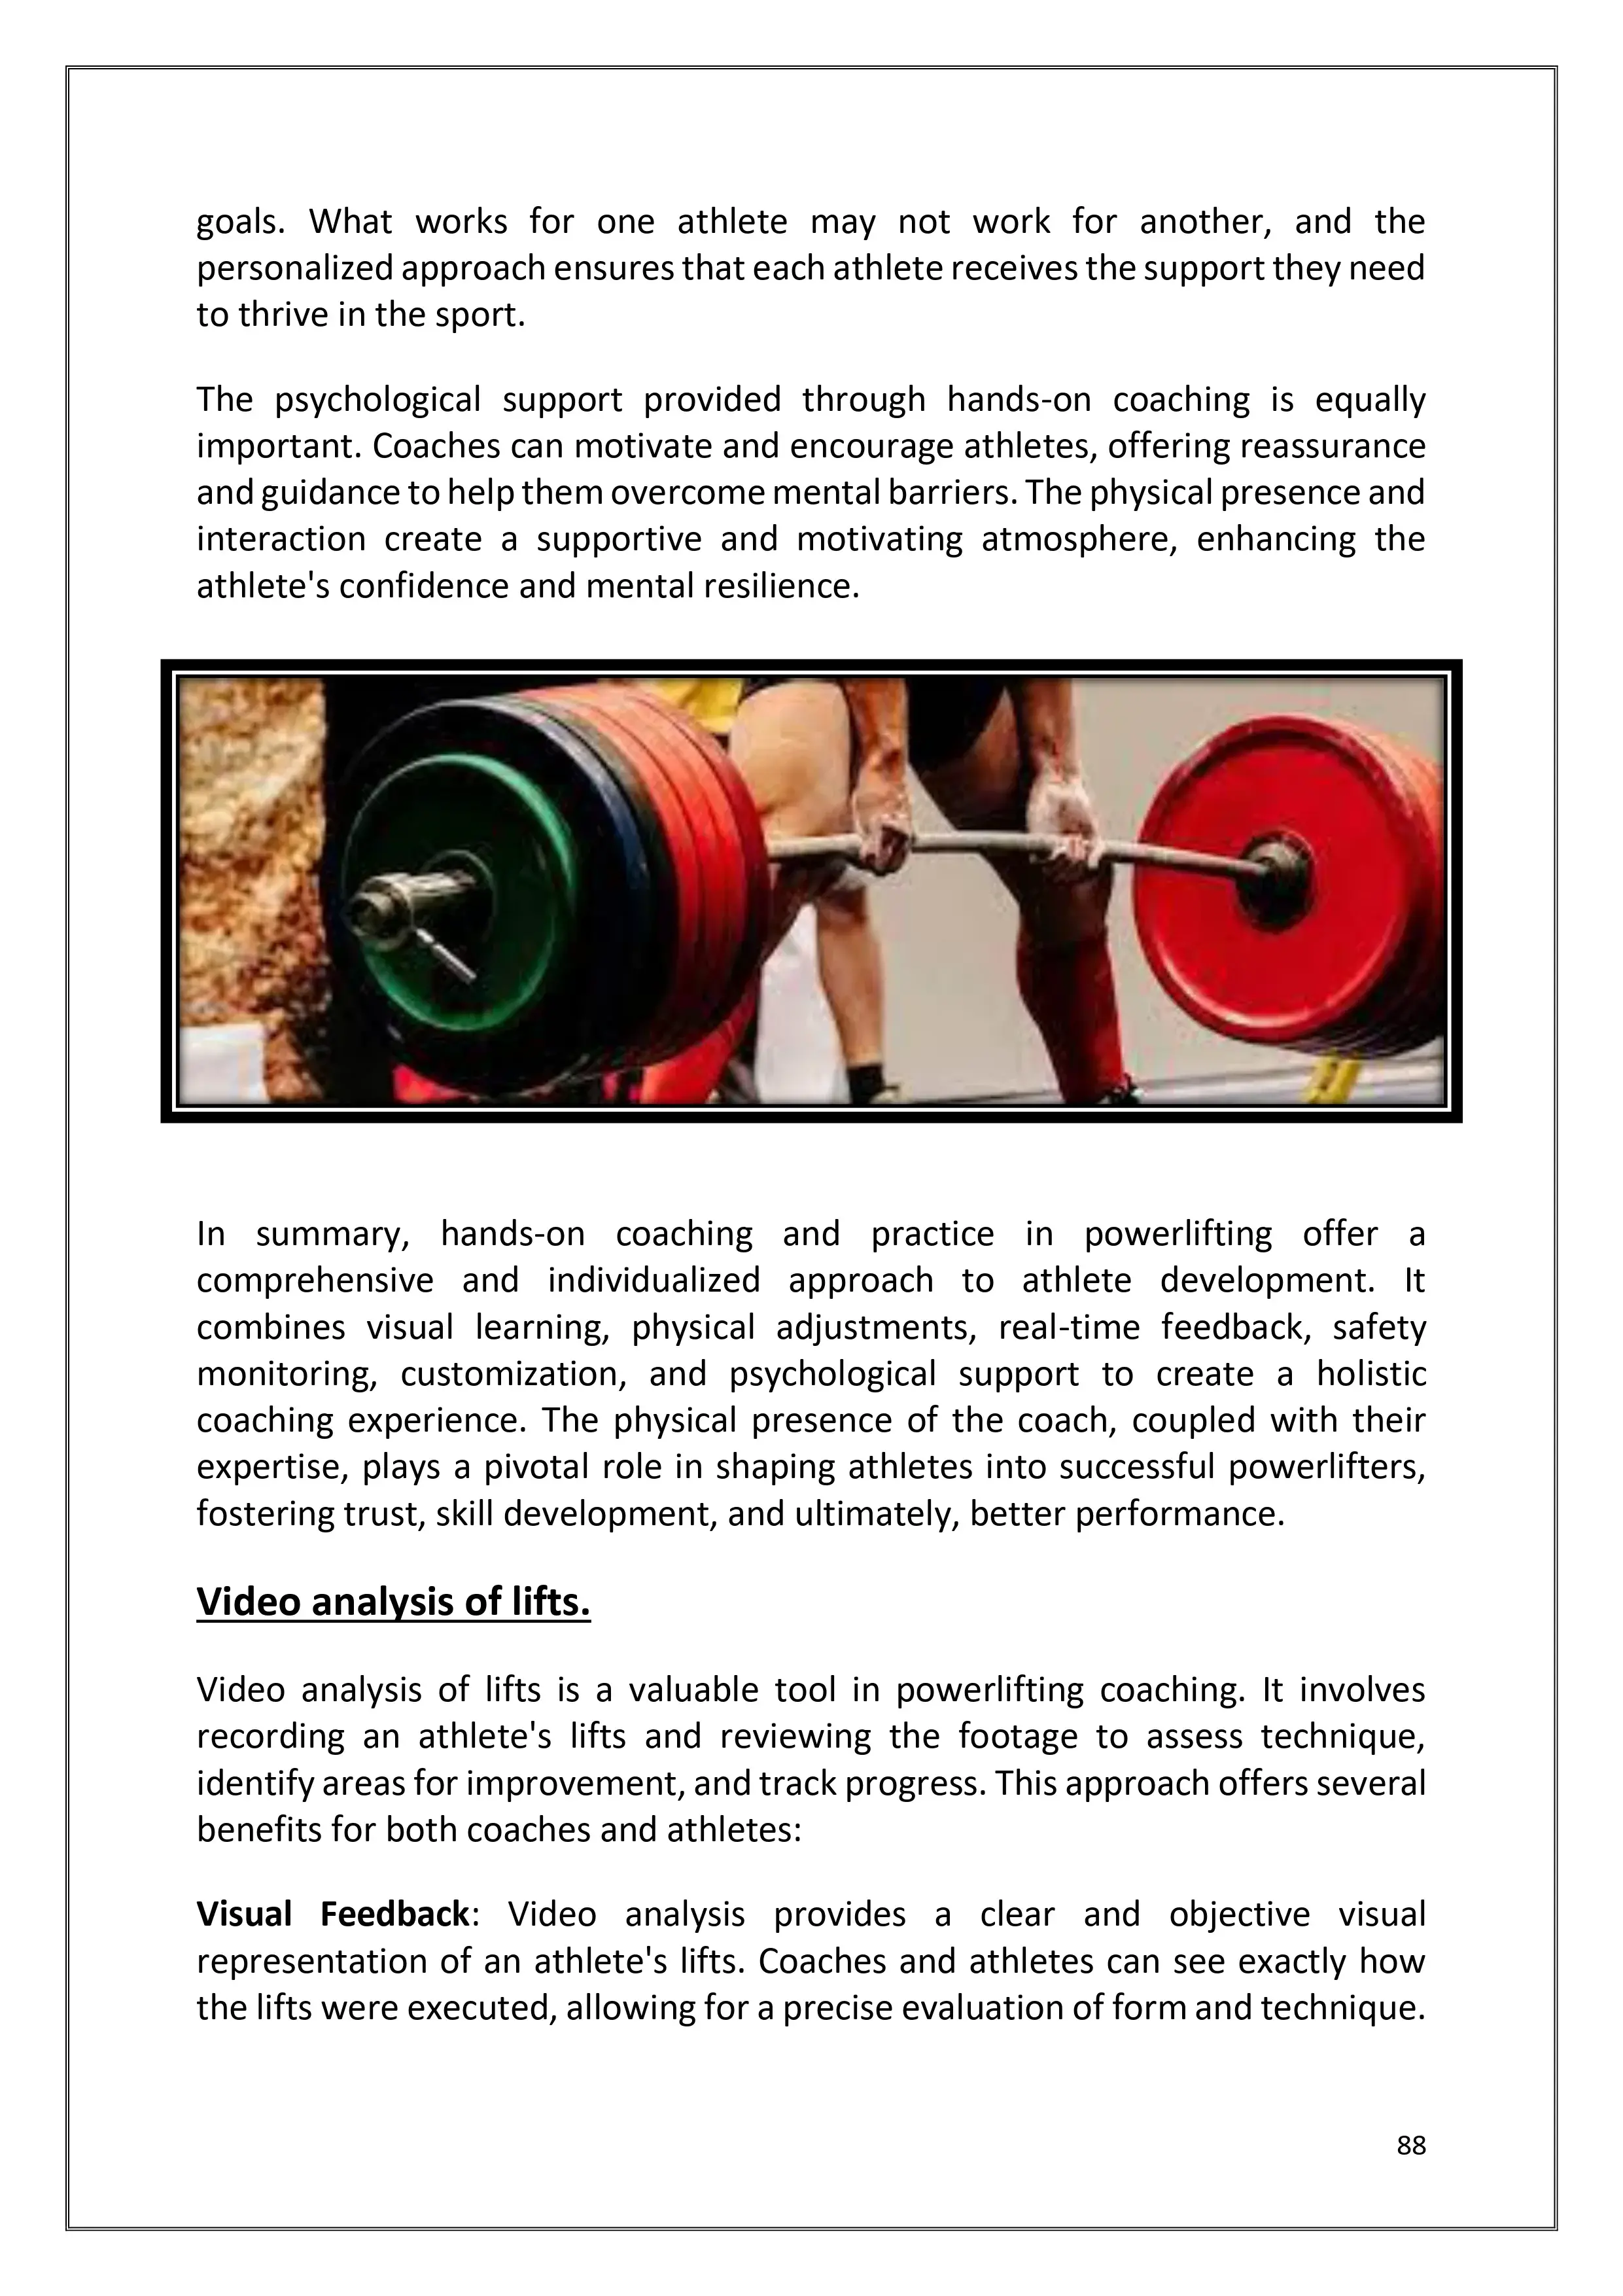 goals. What works for one athlete may not work for another, and the
personalized approach ensures that each athlete receives the support they need
to thrive in the sport.
The psychological support provided through hands-on coaching is equally
important. Coaches can motivate and encourage athletes, offering reassurance
and guidance to help them overcome mental barriers. The physical presence and
interaction create a supportive and motivating atmosphere, enhancing the
athlete's confidence and mental resilience.
In summary, hands-on coaching and practice in powerlifting offer a
comprehensive and individualized approach to athlete development. It
combines visual learning, physical adjustments, real-time feedback, safety
monitoring, customization, and psychological support to create a holistic
coaching experience. The physical presence of the coach, coupled with their
expertise, plays a pivotal role in shaping athletes into successful powerlifters,
fostering trust, skill development, and ultimately, better performance.
Video analysis of lifts.
Video analysis of lifts is a valuable tool in powerlifting coaching. It involves
recording an athlete's lifts and reviewing the footage to assess technique,
identify areas for improvement, and track progress. This approach offers several
benefits for both coaches and athletes:
Visual Feedback: Video analysis provides a clear and objective visual
representation of an athlete's lifts. Coaches and athletes can see exactly how
the lifts were executed, allowing for a precise evaluation of form and technique.
88